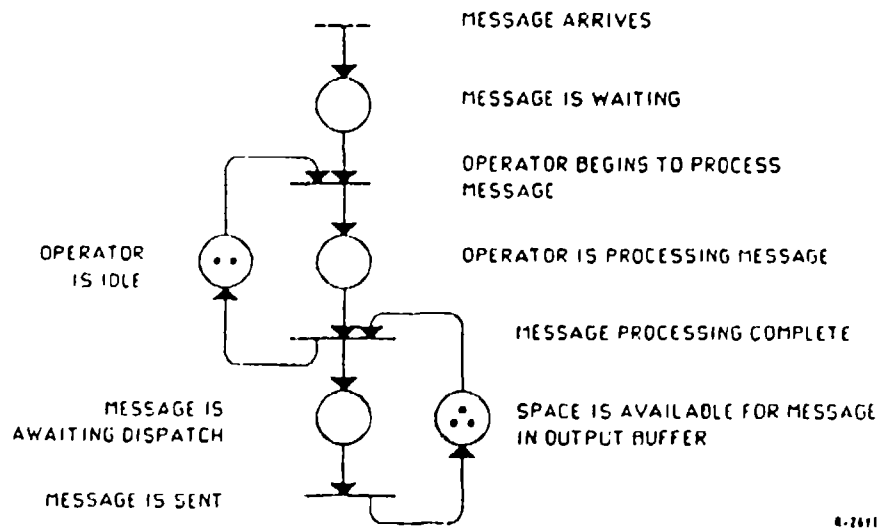 MESSAGE ARRIVES
MESSAGE IS WAITING
OPERATOR BEGINS TO PROCESS
MESSAGE
OPERATOR
IS IDLE
OPERATOR IS PROCESSING MESSAGE
MESSAGE PROCESSING COMPLETE
MESSAGE IS
AWAITING DISPATCH
SPACE IS AVAILABLE FOR MESSAGE
IN OUTPUT BUFFER
MESSAGE IS SENT